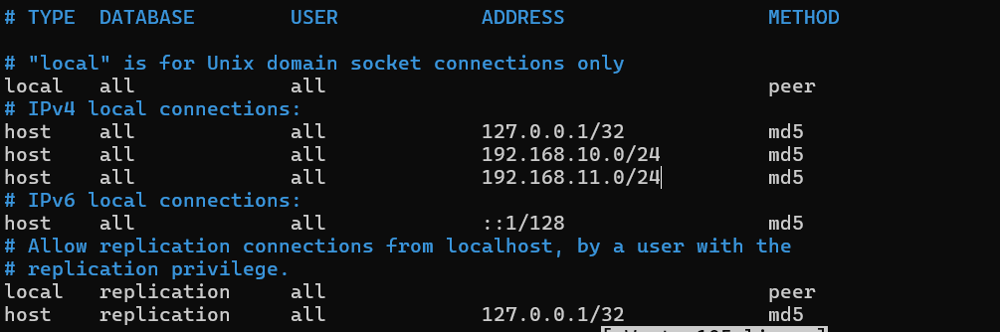 # TYPE  DATABASE        USER            ADDRESS                 METHOD
# "local" is for Unix domain socket connections only
local   all             all                                     peer
# IPv4 local connections:
host    all             all             127.0.0.1/32            md5
host    all             all             192.168.10.0/24         md5
host    all             all             192.168.11.0/24         md5
# IPv6 local connections:
host    all             all             ::1/128                 md5
# Allow replication connections from localhost, by a user with the
# replication privilege.
local   replication     all                                     peer
host    replication     all             127.0.0.1/32            md5